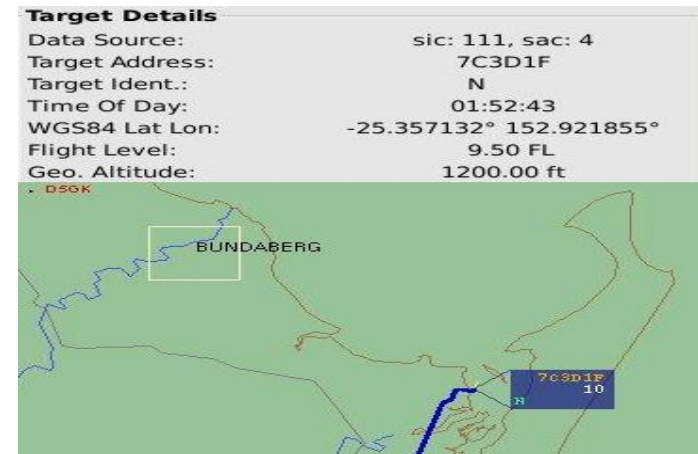 Target Details
Data Source: sic: 111, sac: 4
Target Address: 7C3D1F
Target Ident.: N
Time Of Day: 01:52:43
WGS84 Lat Lon: -25.357132° 152.921855°
Flight Level: 9.50 FL
Geo. Altitude: 1200.00 ft
DSGK
BUNDABERG
7C3D1F
10
N